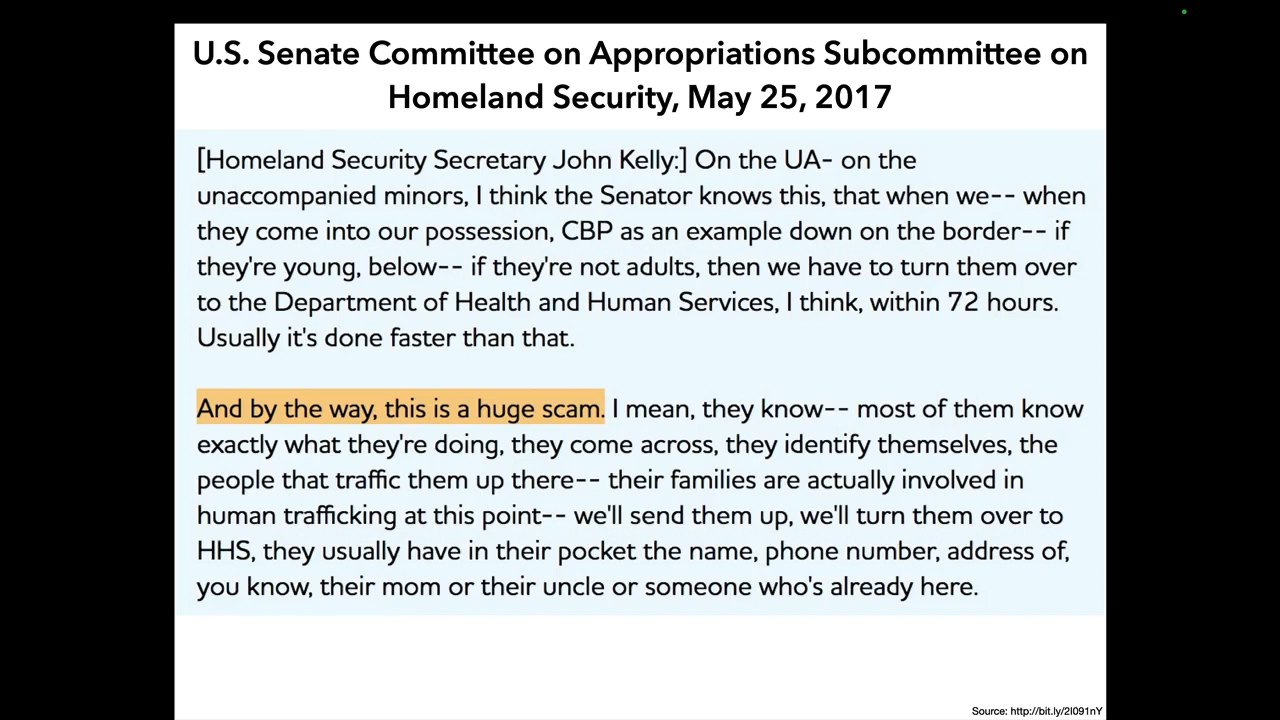 U.S. Senate Committee on Appropriations Subcommittee on
Homeland Security, May 25, 2017
[Homeland Security Secretary John Kelly:] On the UA- on the
unaccompanied minors, I think the Senator knows this, that when we-- when
they come into our possession, CBP as an example down on the border-- if
they're young, below-- if they're not adults, then we have to turn them over
to the Department of Health and Human Services, I think, within 72 hours.
Usually it's done faster than that.
And by the way, this is a huge scam. I mean, they know-- most of them know
exactly what they're doing, they come across, they identify themselves, the
people that traffic them up there-- their families are actually involved in
human trafficking at this point-- we'll send them up, we'll turn them over to
HHS, they usually have in their pocket the name, phone number, address of,
you know, their mom or their uncle or someone who's already here.
Source: http://bit.ly/2l091nY